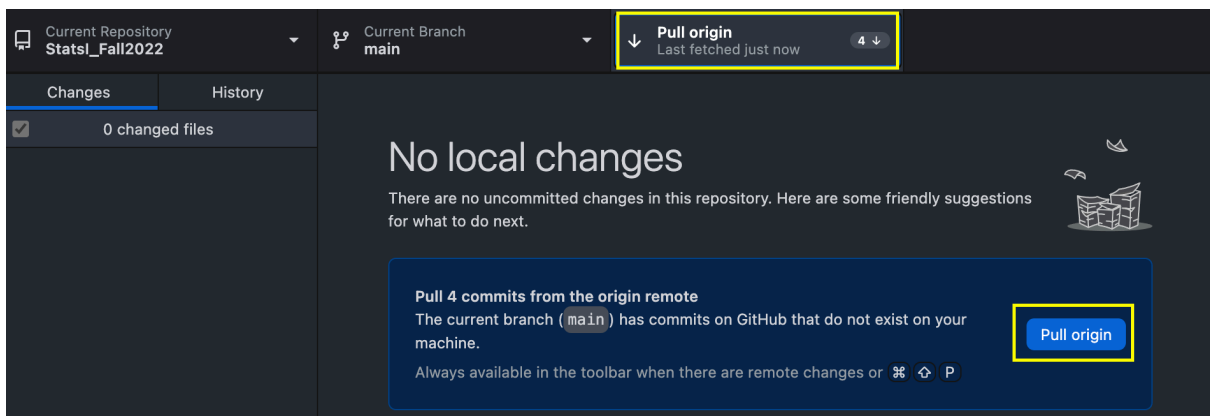 Current Repository
StatsI_Fall2022
Current Branch
main
Pull origin
Last fetched just now
4 ↓
Changes
History
0 changed files
No local changes
There are no uncommitted changes in this repository. Here are some friendly suggestions
for what to do next.
Pull 4 commits from the origin remote
The current branch (main) has commits on GitHub that do not exist on your
machine.
Pull origin
Always available in the toolbar when there are remote changes or ⌘ ⇧ P